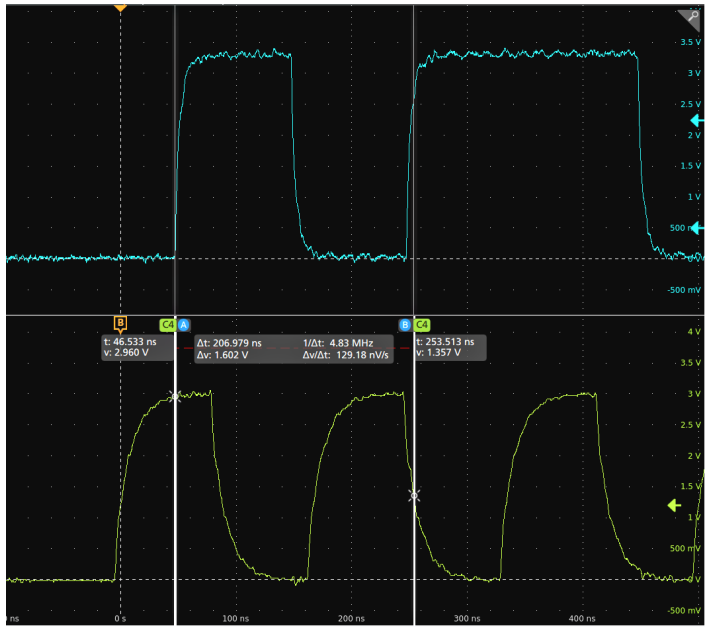 3.5 V
3 V
2.5 V
2 V
1.5 V
1 V
500 m
-500 mV
B
C4 A
B C4
4 V
t: 46.533 ns
v: 2.960 V
Δt: 206.979 ns 1/Δt: 4.83 MHz
Δv: 1.602 V Δv/Δt: 129.18 nV/s
t: 253.513 ns
v: 1.357 V
3.5 V
3 V
2.5 V
2 V
1.5 V
1 V
500 mV
0 V
-500 mV
ns 0 s 100 ns 200 ns 300 ns 400 ns